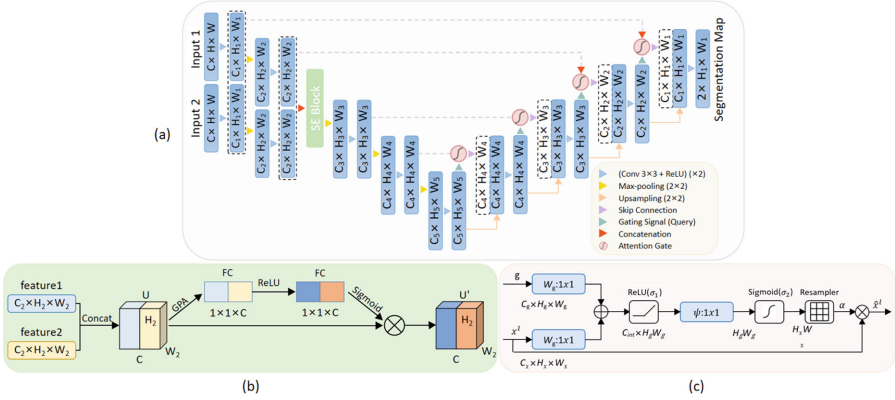 Input 1
Input 2
C × H × W
C × H × W
C₁ × H₁ × W₁
C₁ × H₁ × W₁
C₂ × H₂ × W₂
C₂ × H₂ × W₂
C₂ × H₂ × W₂
C₂ × H₂ × W₂
SE Block
C₃ × H₃ × W₃
C₃ × H₃ × W₃
C₄ × H₄ × W₄
C₄ × H₄ × W₄
C₅ × H₅ × W₅
C₅ × H₅ × W₅
C₄ × H₄ × W₄
C₄ × H₄ × W₄
C₄ × H₄ × W₄
C₃ × H₃ × W₃
C₃ × H₃ × W₃
C₃ × H₃ × W₃
C₂ × H₂ × W₂
C₂ × H₂ × W₂
C₂ × H₂ × W₂
C₁ × H₁ × W₁
C₁ × H₁ × W₁
2 × H₁ × W₁
Segmentation Map
(a)
(Conv 3×3 + ReLU) (×2)
Max-pooling (2×2)
Upsampling (2×2)
Skip Connection
Gating Signal (Query)
Concatenation
Attention Gate
feature1
C₂×H₂×W₂
feature2
C₂×H₂×W₂
Concat
U
H₂
W₂
C
GPA
FC
1×1×C
ReLU
FC
1×1×C
Sigmoid
U'
H₂
W₂
C
(b)
g
W_g:1x1
C_g×H_g×W_g
x^l
W_g:1x1
C_x×H_x×W_x
ReLU(σ₁)
C_int×H_gW_g
ψ:1x1
H_gW_g
Sigmoid(σ₂)
Resampler
H_xW
x
α
x̂^l
(c)